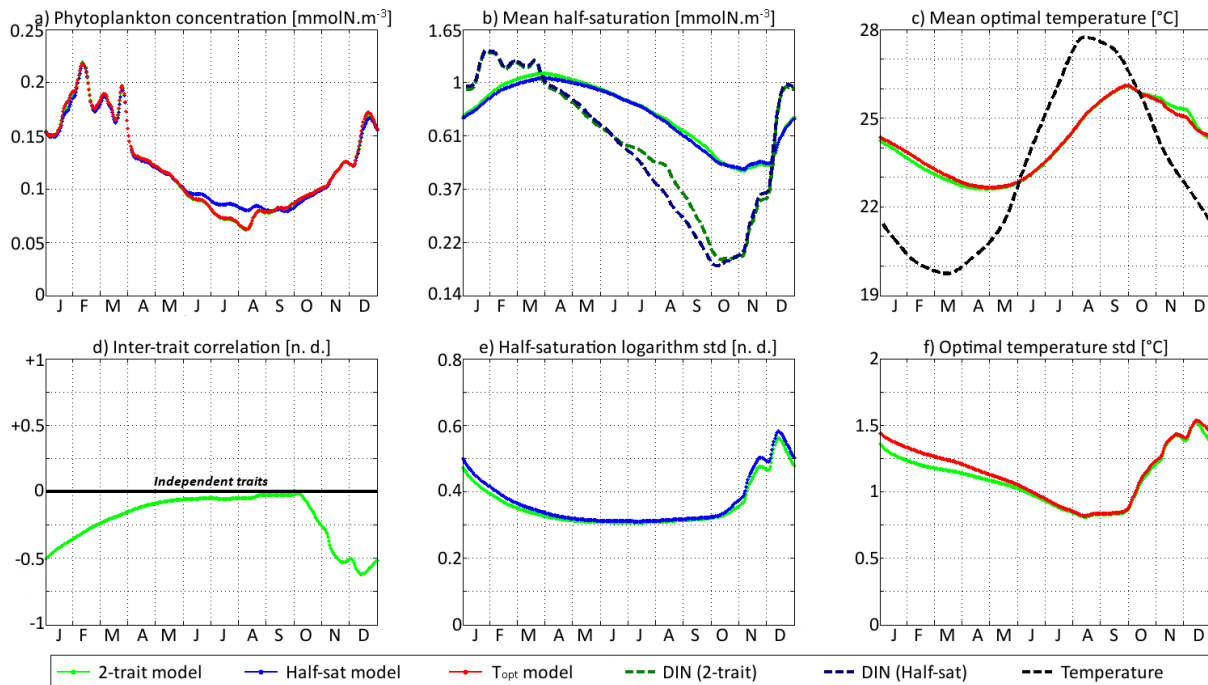 a) Phytoplankton concentration [mmolN.m-3]
0.25
0.20
0.15
0.1
0.05
0
J F M A M J J A S O N D
b) Mean half-saturation [mmolN.m-3]
1.65
1
0.61
0.37
0.22
0.14
J F M A M J J A S O N D
c) Mean optimal temperature [°C]
28
25
22
19
J F M A M J J A S O N D
d) Inter-trait correlation [n. d.]
+1
+0.5
0
-0.5
-1
Independent traits
J F M A M J J A S O N D
e) Half-saturation logarithm std [n. d.]
0.8
0.6
0.4
0.2
0
J F M A M J J A S O N D
f) Optimal temperature std [°C]
2
1.5
1
0.5
0
J F M A M J J A S O N D
2-trait model Half-sat model Topt model DIN (2-trait) DIN (Half-sat) Temperature